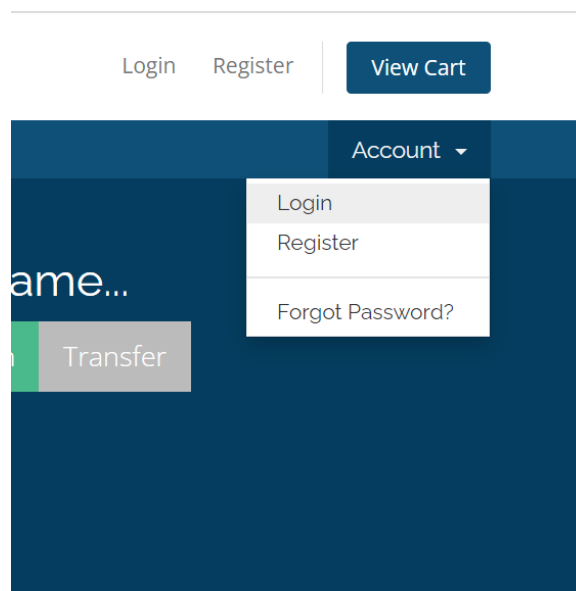 Login Register View Cart
Account
Login
Register
ame...
Forgot Password?
Transfer